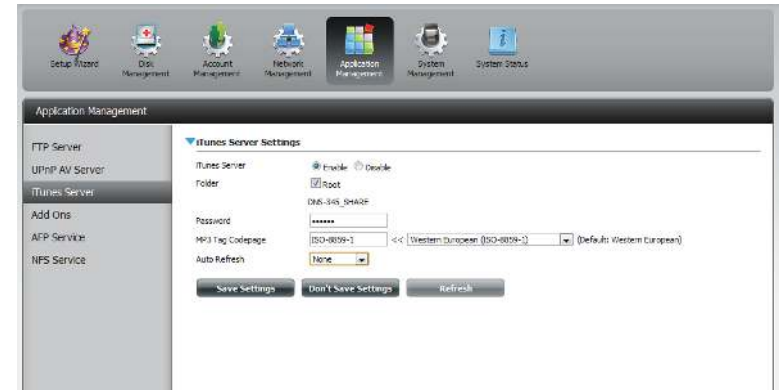 Setup Wizard
Disk Management
Account Management
Network Management
Application Management
System Management
System Status
Application Management
FTP Server
UPnP AV Server
iTunes Server
Add Ons
AFP Service
NFS Service
iTunes Server Settings
iTunes Server Enable Disable
Folder Root
DNS-345_SHARE
Password ••••••
MP3 Tag Codepage ISO-8859-1 << Western European (ISO-8859-1) (Default: Western European)
Auto Refresh None
Save Settings Don't Save Settings Refresh